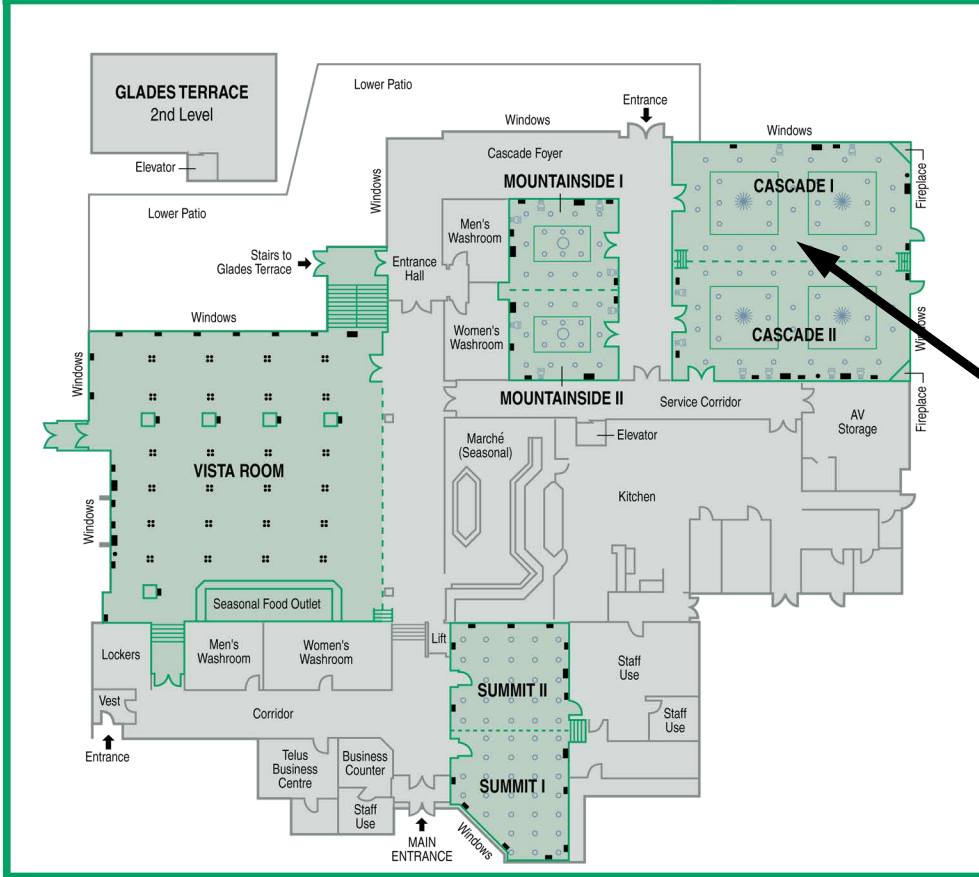 GLADES TERRACE
2nd Level
Elevator
Lower Patio
Entrance
Windows
Windows
Cascade Foyer
MOUNTAINSIDE I
CASCADE I
Fireplace
Windows
Lower Patio
Men's
Washroom
Stairs to
Glades Terrace
Entrance
Hall
Windows
Women's
Washroom
CASCADE II
Windows
Windows
MOUNTAINSIDE II
Service Corridor
Fireplace
AV
Storage
Marché
(Seasonal)
Elevator
VISTA ROOM
Kitchen
Windows
Seasonal Food Outlet
Lockers
Men's
Washroom
Women's
Washroom
Lift
Staff
Use
SUMMIT II
Vest
Corridor
Staff
Use
Entrance
Telus
Business
Centre
Business
Counter
SUMMIT I
Staff
Use
Windows
MAIN
ENTRANCE